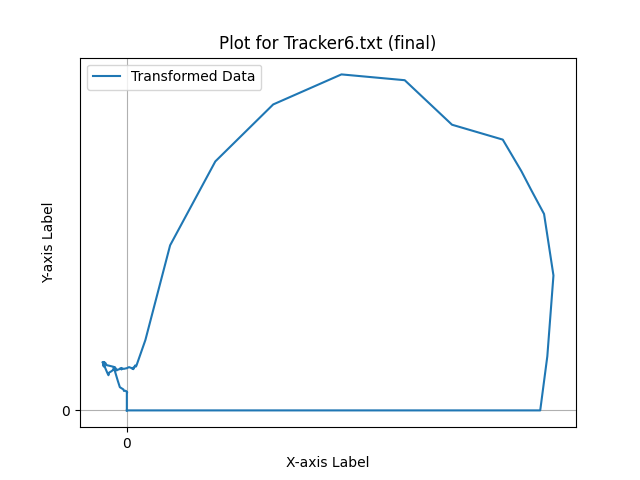 Plot for Tracker6.txt (final)
Transformed Data
Y-axis Label
0
0
X-axis Label